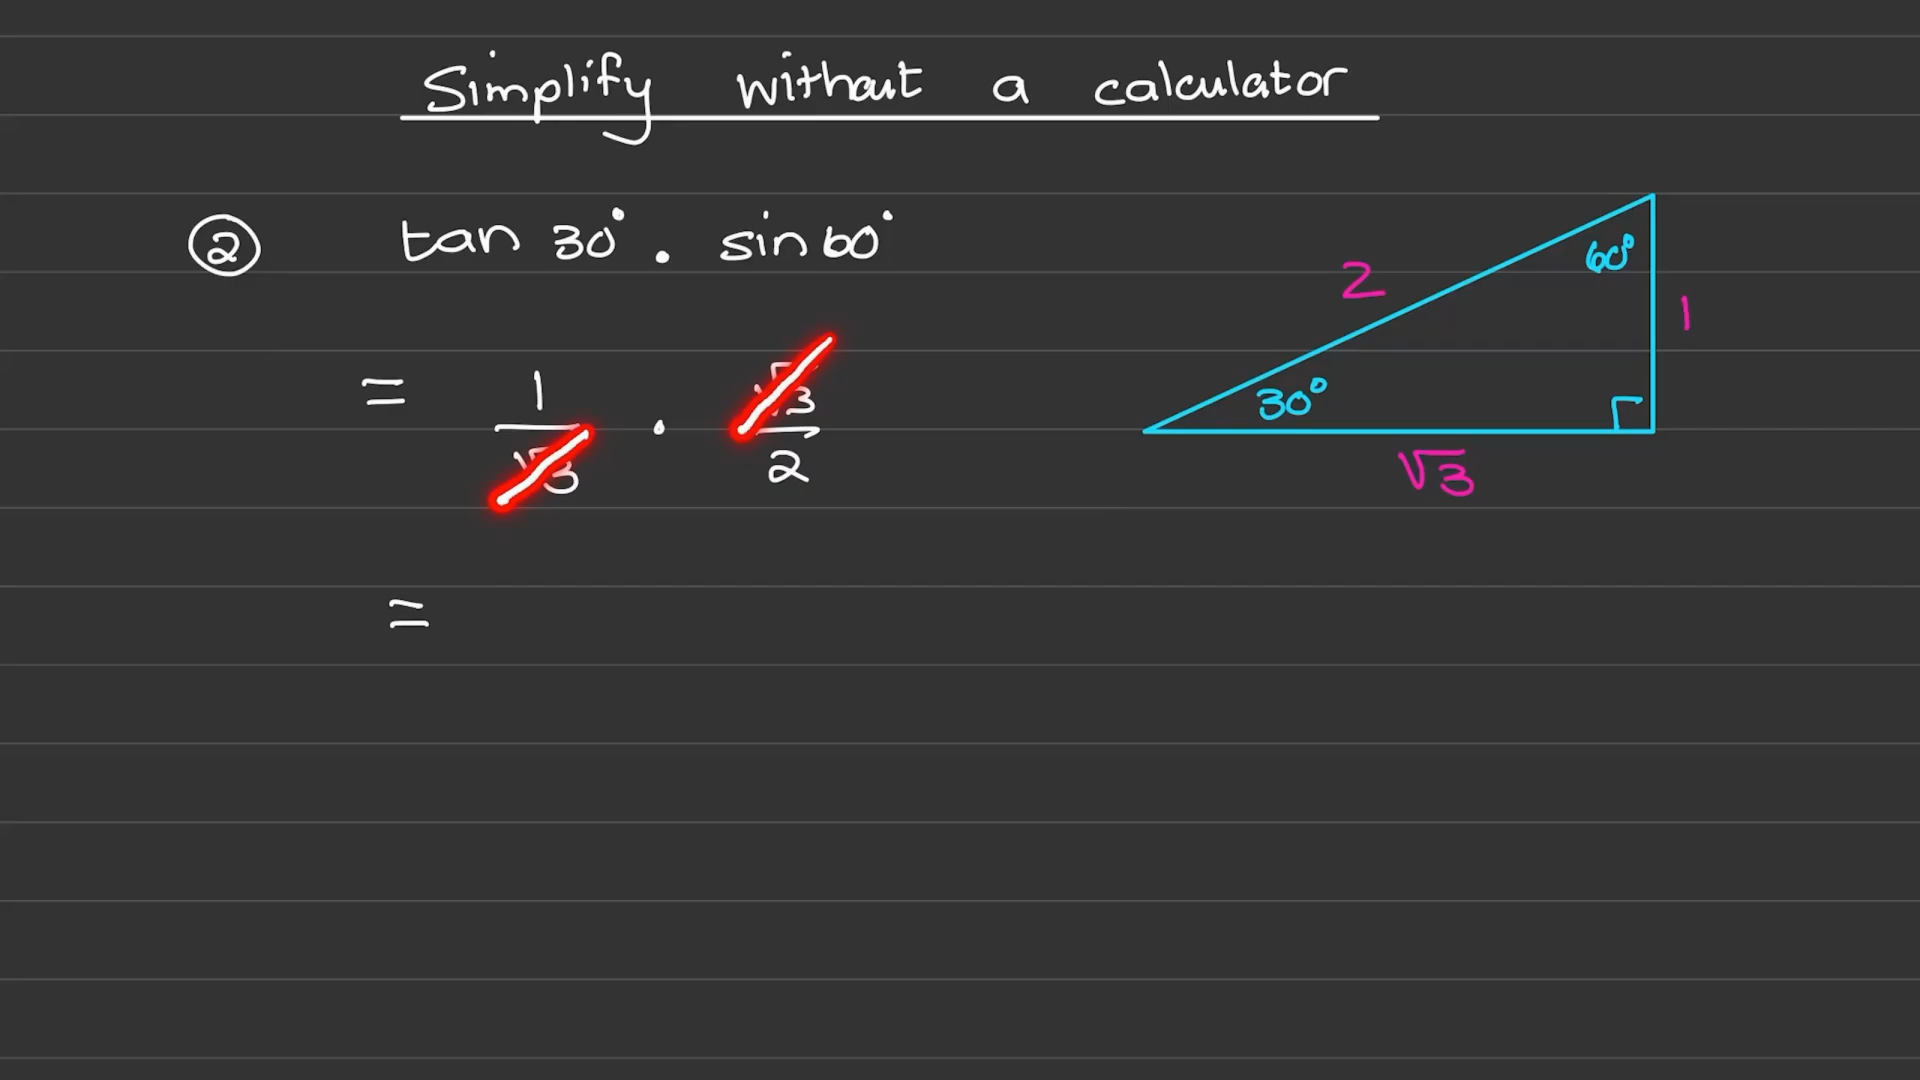 Simplify without a calculator
② tan 30° . sin 60°
= 1/√3 . √3/2
=
60°
2
1
30°
√3